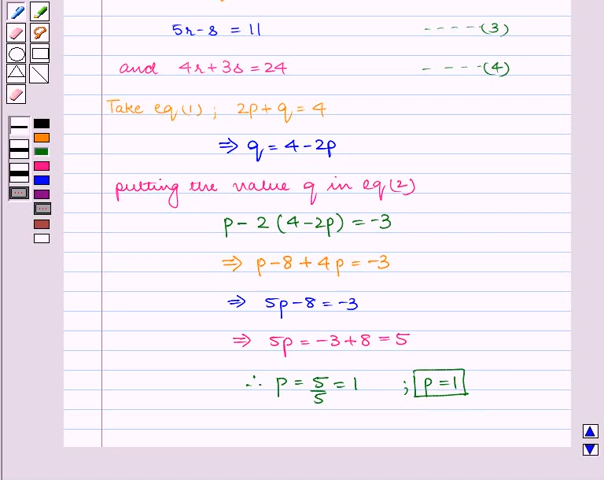 5r - s = 11 - - - - (3)
and 4r + 3s = 24 - - - - (4)
Take eq (1) ; 2p + q = 4
⇒ q = 4 - 2p
putting the value q in eq (2)
p - 2 (4 - 2p) = -3
⇒ p - 8 + 4p = -3
⇒ 5p - 8 = -3
⇒ 5p = -3 + 8 = 5
∴ p = 5/5 = 1 ; p = 1